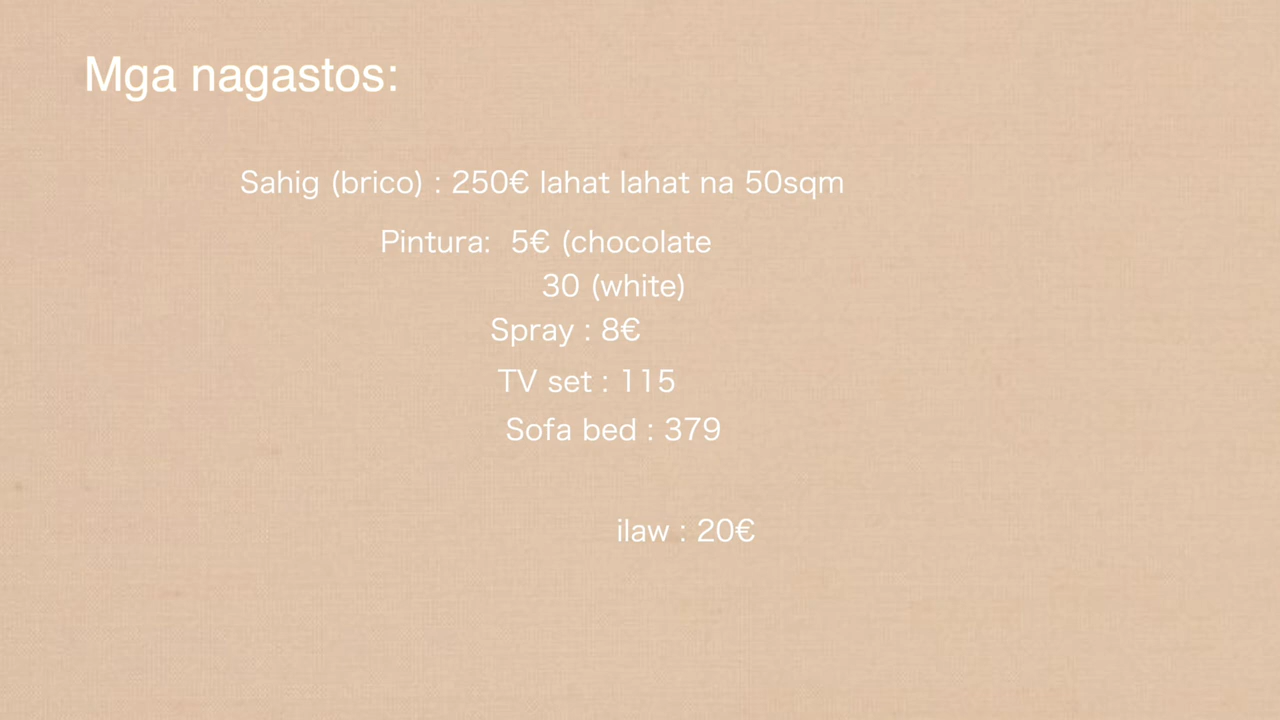 Mga nagastos:
Sahig (brico) : 250€ lahat lahat na 50sqm
Pintura: 5€ (chocolate
30 (white)
Spray : 8€
TV set : 115
Sofa bed : 379
ilaw : 20€